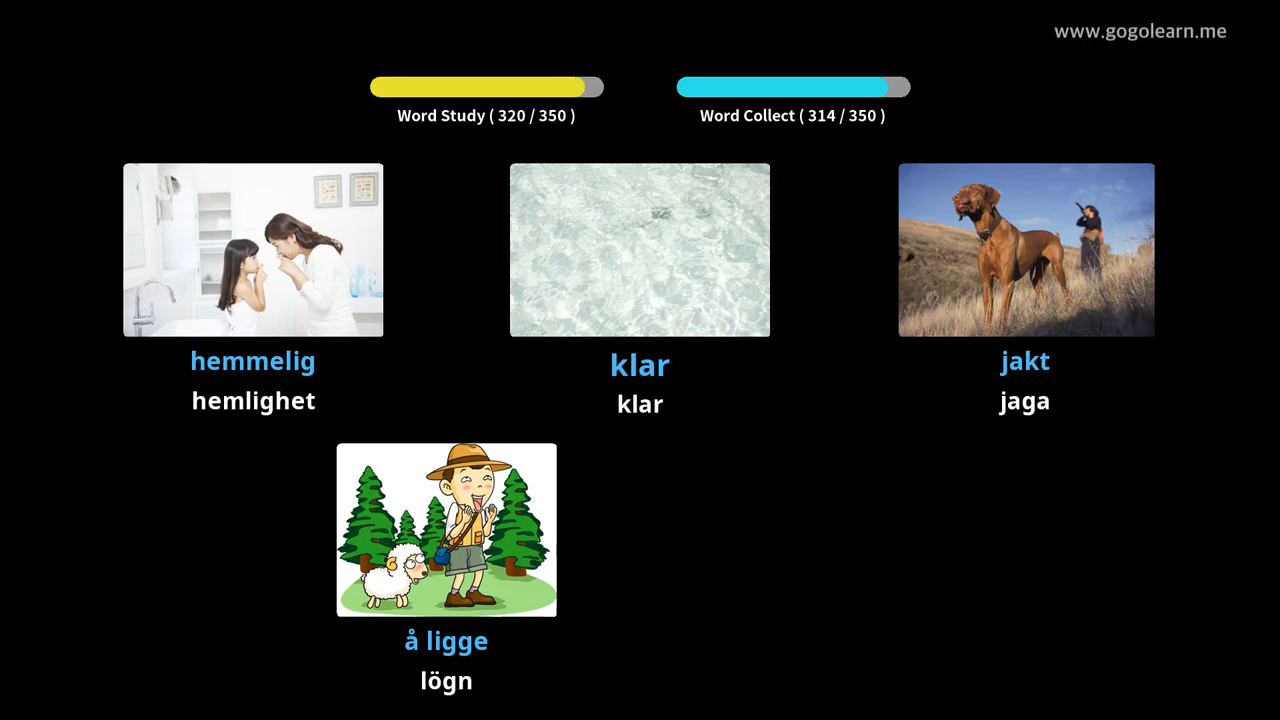 www.gogolearn.me
Word Study ( 320 / 350 )
Word Collect ( 314 / 350 )
hemmelig
hemlighet
klar
klar
jakt
jaga
å ligge
lögn